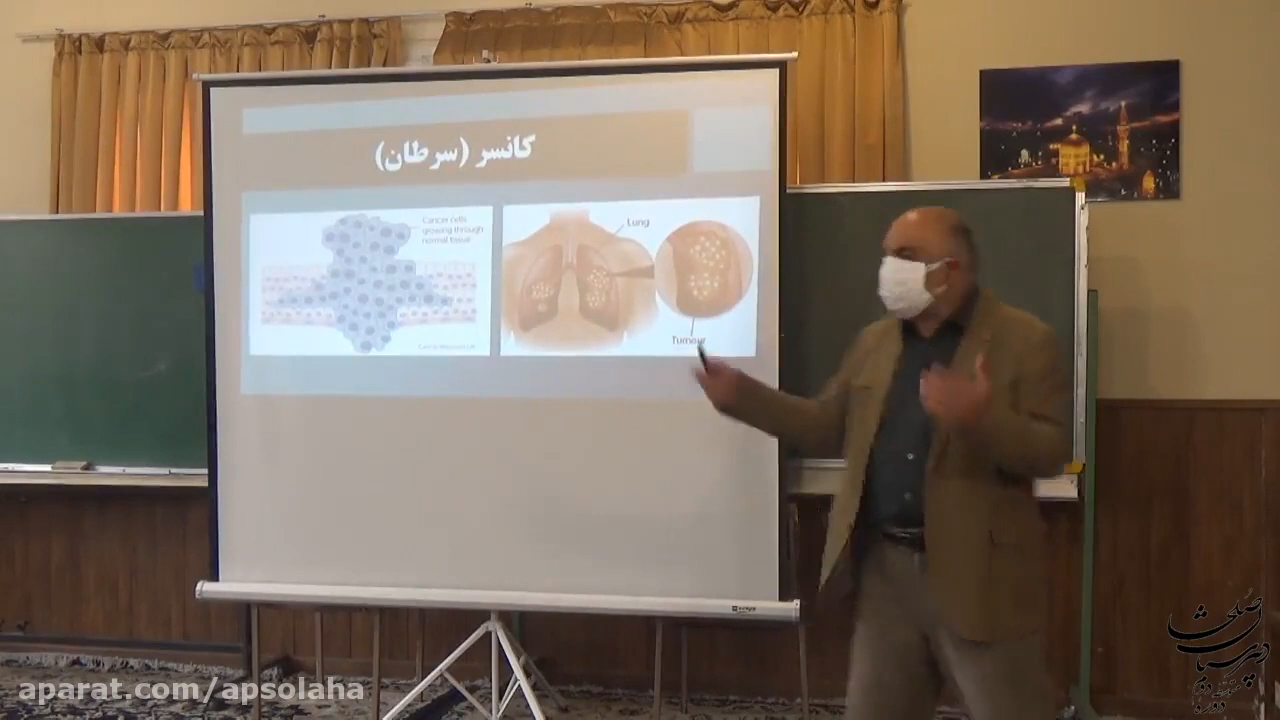 کانسر (سرطان)
Cancer cells
growing through
normal tissue
Lung
Tumour
aparat.com/apsolaha